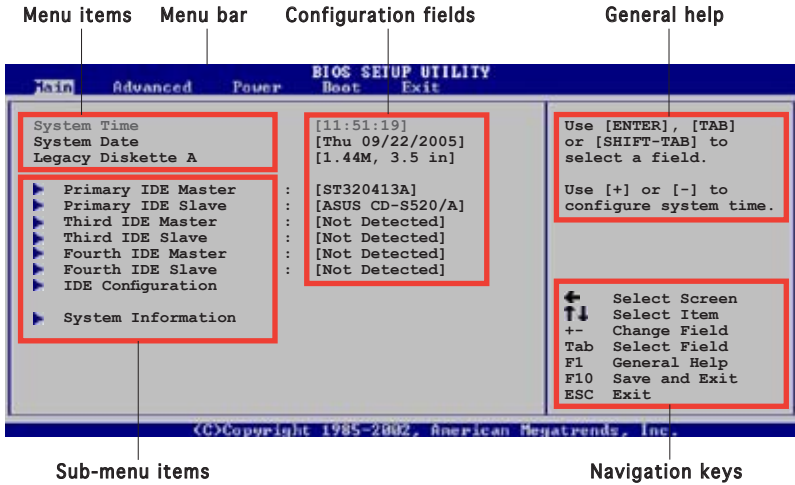 Menu items Menu bar Configuration fields General help
BIOS SETUP UTILITY
Main Advanced Power Boot Exit
System Time [11:51:19]
System Date [Thu 09/22/2005]
Legacy Diskette A [1.44M, 3.5 in]
Primary IDE Master : [ST320413A]
Primary IDE Slave : [ASUS CD-S520/A]
Third IDE Master : [Not Detected]
Third IDE Slave : [Not Detected]
Fourth IDE Master : [Not Detected]
Fourth IDE Slave : [Not Detected]
IDE Configuration
System Information
Use [ENTER], [TAB]
or [SHIFT-TAB] to
select a field.
Use [+] or [-] to
configure system time.
Select Screen
Select Item
+- Change Field
Tab Select Field
F1 General Help
F10 Save and Exit
ESC Exit
(C)Copyright 1985-2002, American Megatrends, Inc.
Sub-menu items Navigation keys